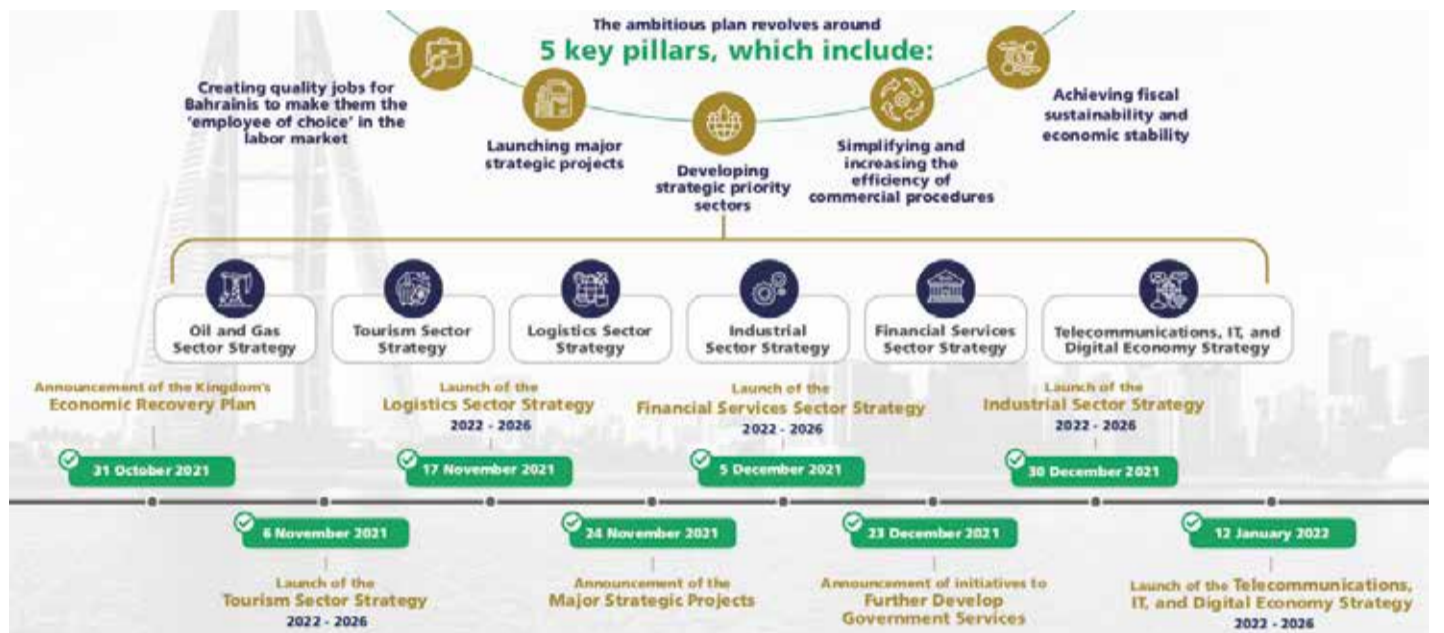 The ambitious plan revolves around
5 key pillars, which include:
Creating quality jobs for
Bahrainis to make them the
‘employee of choice’ in the
labor market
Launching major
strategic projects
Developing
strategic priority
sectors
Simplifying and
increasing the
efficiency of
commercial procedures
Achieving fiscal
sustainability and
economic stability
Oil and Gas
Sector Strategy
Tourism Sector
Strategy
Logistics Sector
Strategy
Industrial
Sector Strategy
Financial Services
Sector Strategy
Telecommunications, IT, and
Digital Economy Strategy
Announcement of the Kingdom's
Economic Recovery Plan
31 October 2021
Launch of the
Tourism Sector Strategy
2022 - 2026
6 November 2021
Launch of the
Logistics Sector Strategy
2022 - 2026
17 November 2021
24 November 2021
Announcement of the
Major Strategic Projects
Launch of the
Financial Services Sector Strategy
2022 - 2026
5 December 2021
23 December 2021
Announcement of initiatives to
Further Develop
Government Services
Launch of the
Industrial Sector Strategy
2022 - 2026
30 December 2021
12 January 2022
Launch of the Telecommunications,
IT, and Digital Economy Strategy
2022 - 2026